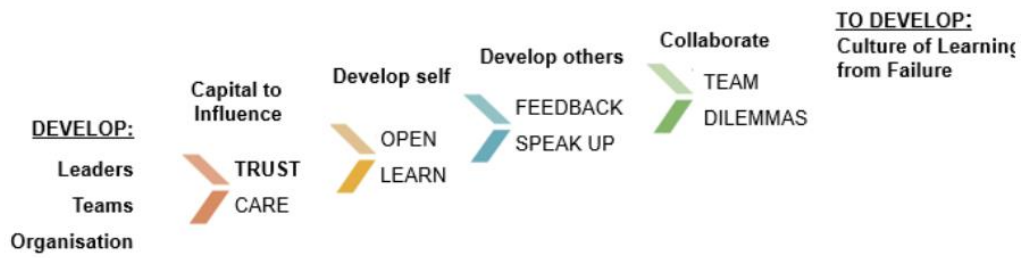 DEVELOP:
Leaders
Teams
Organisation
Capital to
Influence
TRUST
CARE
Develop self
OPEN
LEARN
Develop others
FEEDBACK
SPEAK UP
Collaborate
TEAM
DILEMMAS
TO DEVELOP:
Culture of Learning
from Failure